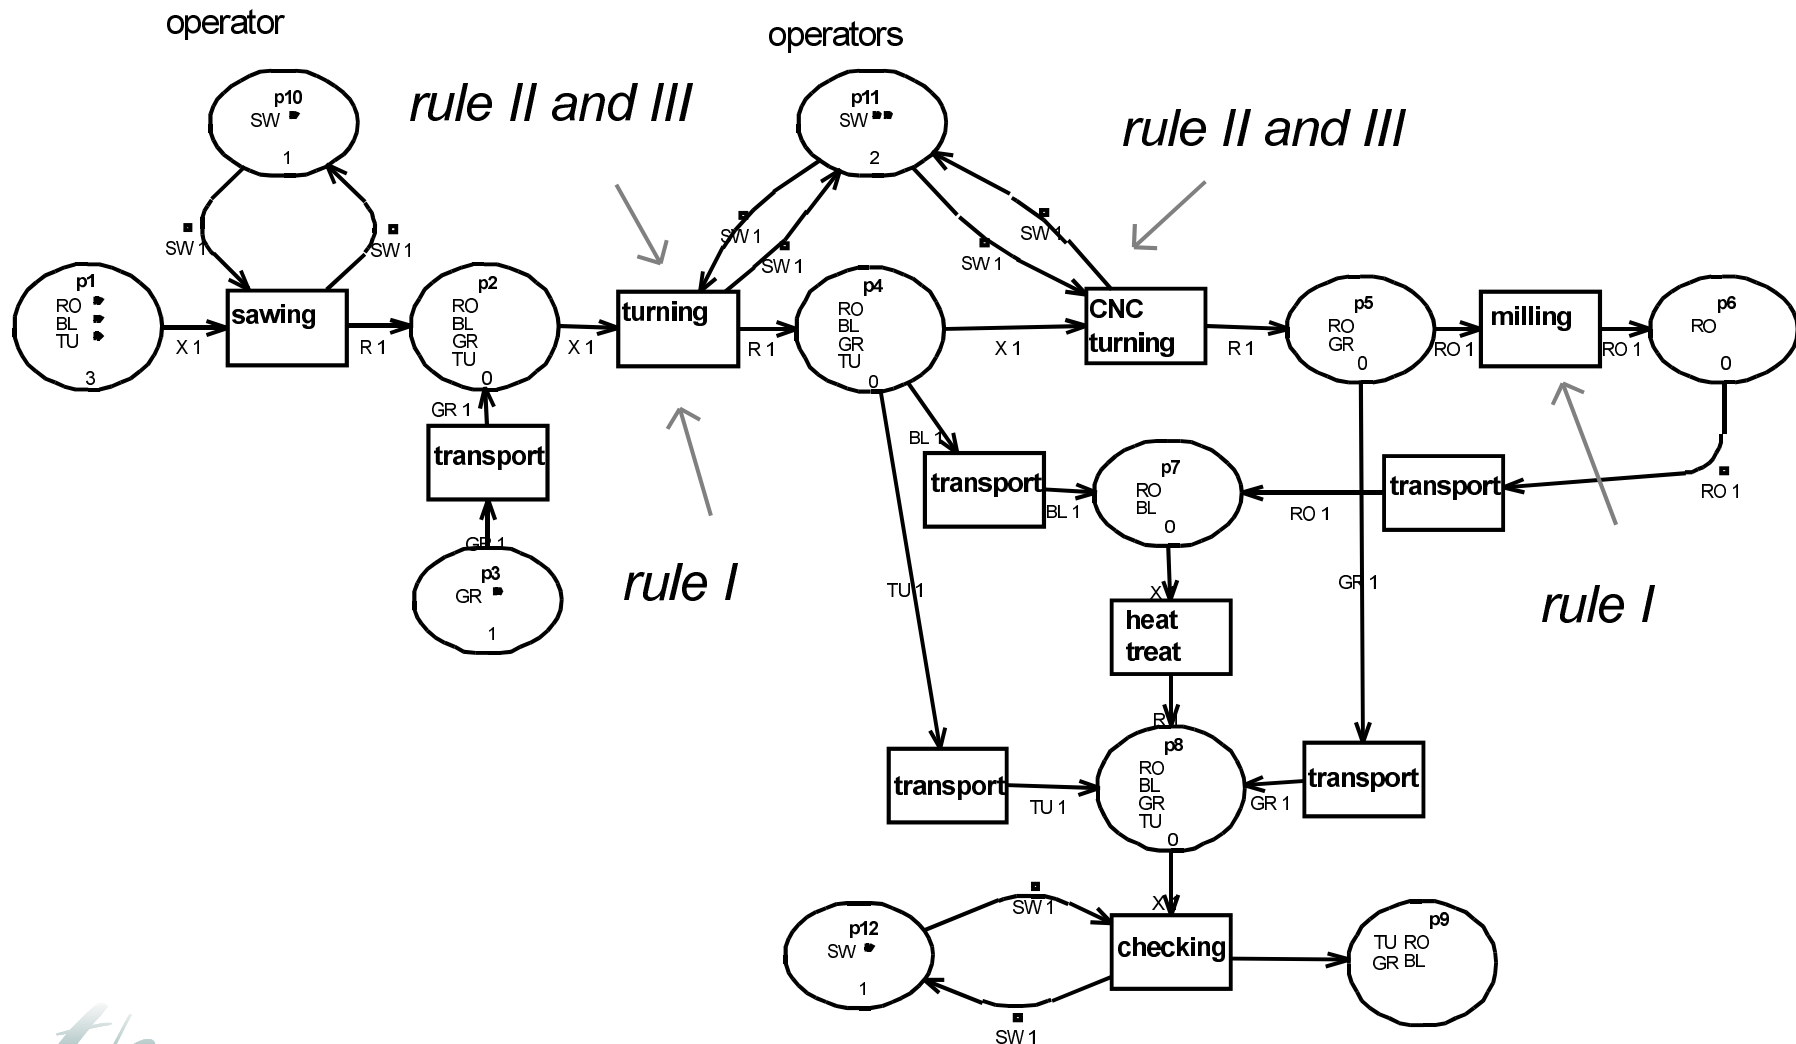 operator
operators
p10
SW
1
rule II and III
p11
SW
2
rule II and III
SW 1
SW 1
SW 1
SW 1
SW 1
SW 1
p1
RO
BL
TU
3
X 1
sawing
R 1
p2
RO
BL
GR
TU
0
X 1
turning
R 1
p4
RO
BL
GR
TU
0
X 1
CNC
turning
R 1
p5
RO
GR
0
RO 1
milling
RO 1
p6
RO
0
GR 1
transport
GR 1
p3
GR
1
rule I
BL 1
transport
BL 1
p7
RO
BL
0
RO 1
transport
RO 1
rule I
TU 1
X
heat
treat
GR 1
transport
TU 1
p8
RO
BL
GR
TU
0
GR 1
transport
X
p12
SW
1
SW 1
SW 1
checking
p9
TU RO
GR BL